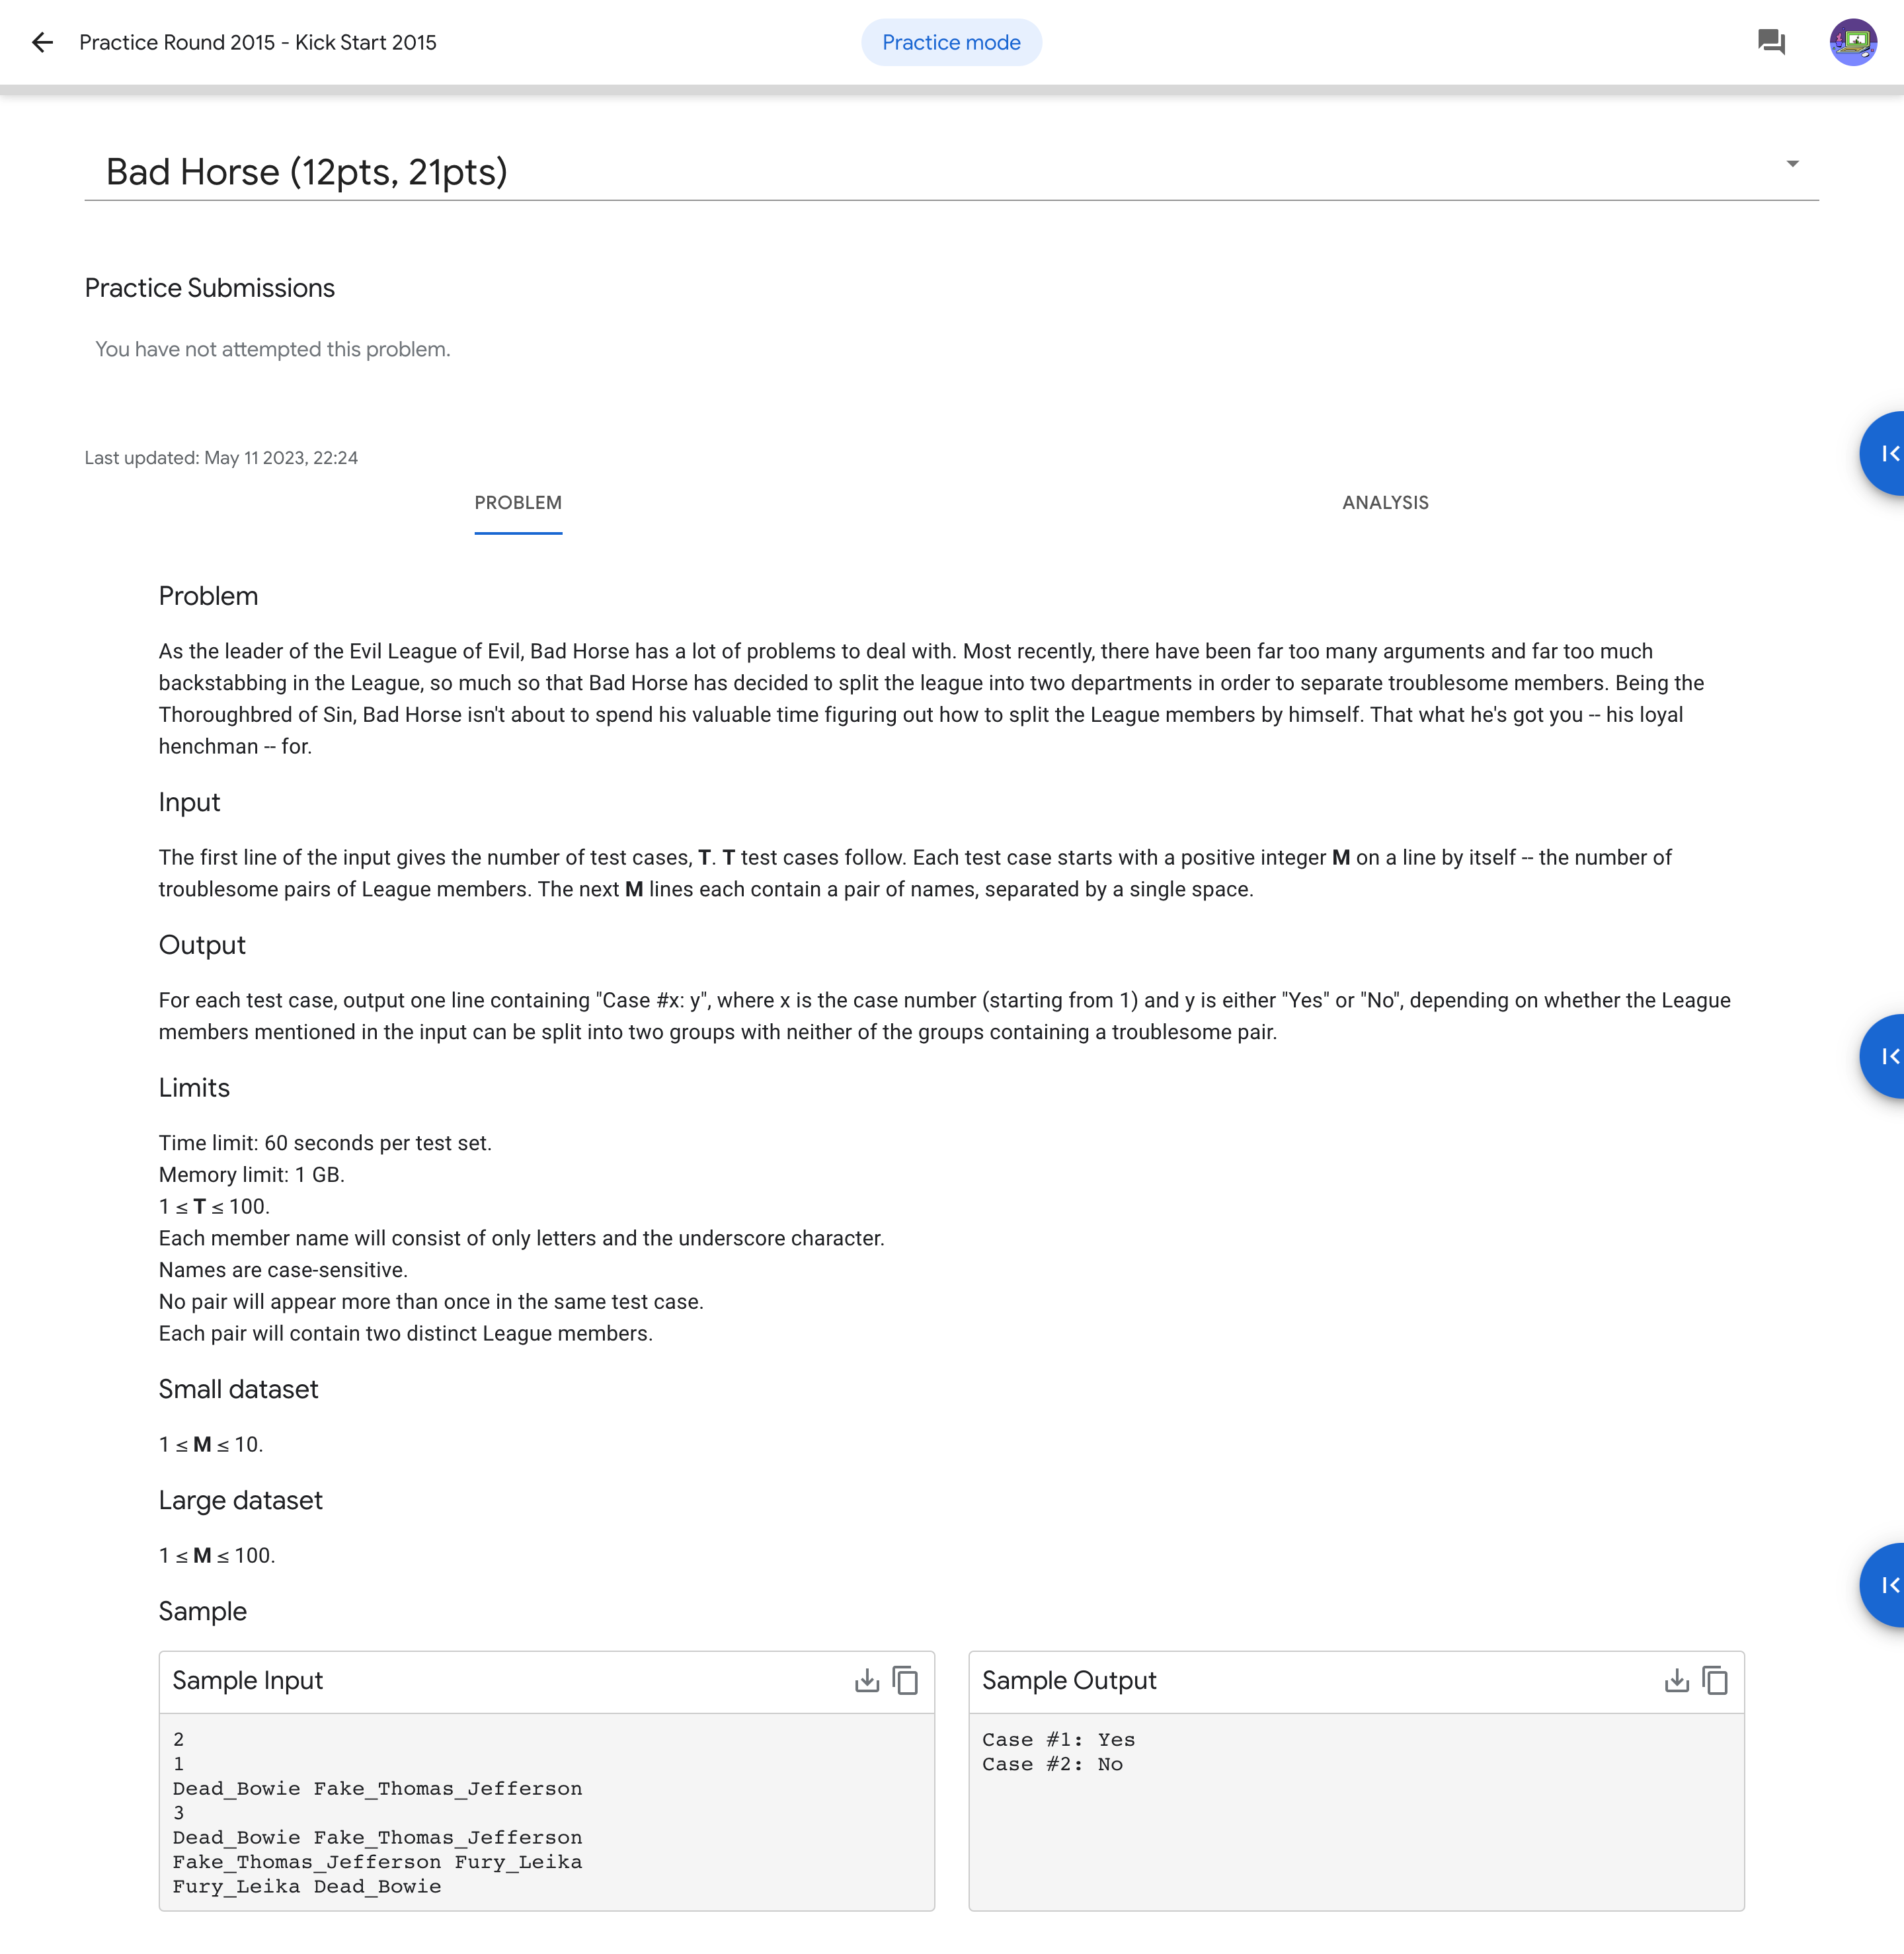 Practice Round 2015 - Kick Start 2015
Practice mode
Bad Horse (12pts, 21pts)
Practice Submissions
You have not attempted this problem.
Last updated: May 11 2023, 22:24
PROBLEM
ANALYSIS
Problem
As the leader of the Evil League of Evil, Bad Horse has a lot of problems to deal with. Most recently, there have been far too many arguments and far too much
backstabbing in the League, so much so that Bad Horse has decided to split the league into two departments in order to separate troublesome members. Being the
Thoroughbred of Sin, Bad Horse isn't about to spend his valuable time figuring out how to split the League members by himself. That what he's got you -- his loyal
henchman -- for.
Input
The first line of the input gives the number of test cases, T. T test cases follow. Each test case starts with a positive integer M on a line by itself -- the number of
troublesome pairs of League members. The next M lines each contain a pair of names, separated by a single space.
Output
For each test case, output one line containing "Case #x: y", where x is the case number (starting from 1) and y is either "Yes" or "No", depending on whether the League
members mentioned in the input can be split into two groups with neither of the groups containing a troublesome pair.
Limits
Time limit: 60 seconds per test set.
Memory limit: 1 GB.
1 ≤ T ≤ 100.
Each member name will consist of only letters and the underscore character.
Names are case-sensitive.
No pair will appear more than once in the same test case.
Each pair will contain two distinct League members.
Small dataset
1 ≤ M ≤ 10.
Large dataset
1 ≤ M ≤ 100.
Sample
Sample Input
2
1
Dead_Bowie Fake_Thomas_Jefferson
3
Dead_Bowie Fake_Thomas_Jefferson
Fake_Thomas_Jefferson Fury_Leika
Fury_Leika Dead_Bowie
Sample Output
Case #1: Yes
Case #2: No